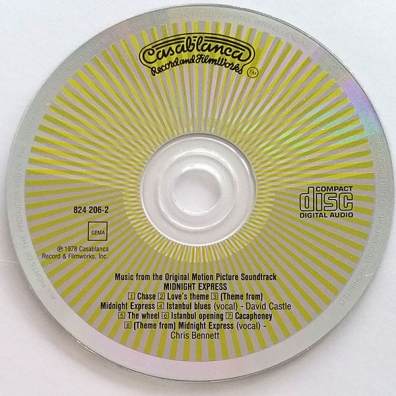 Casablanca
Record and FilmWorks
824 206-2
GEMA
℗ 1978 Casablanca
Record & Filmworks, Inc.
COMPACT
disc
DIGITAL AUDIO
Music from the Original Motion Picture Soundtrack
MIDNIGHT EXPRESS
1 Chase 2 Love's theme 3 (Theme from)
Midnight Express 4 Istanbul blues (vocal) - David Castle
5 The wheel 6 Istanbul opening 7 Cacaphoney
8 (Theme from) Midnight Express (vocal) -
Chris Bennett